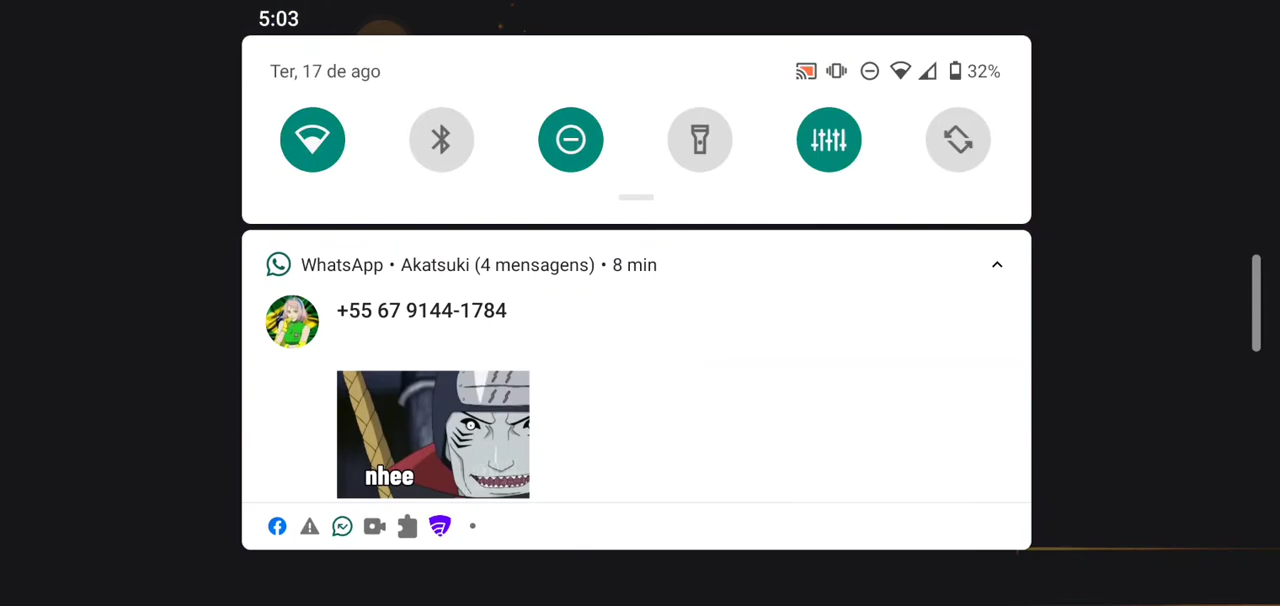 5:03
Ter, 17 de ago
32%
WhatsApp • Akatsuki (4 mensagens) • 8 min
+55 67 9144-1784
nhee